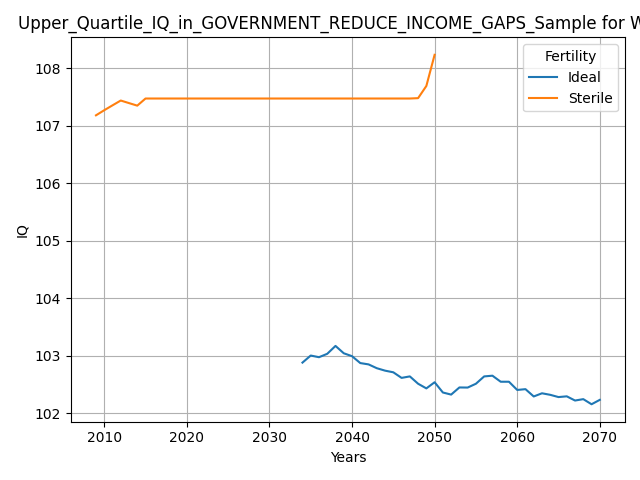 Upper_Quartile_IQ_in_GOVERNMENT_REDUCE_INCOME_GAPS_Sample for
Fertility
Ideal
Sterile
108
107
106
105
104
103
102
IQ
2010 2020 2030 2040 2050 2060 2070
Years